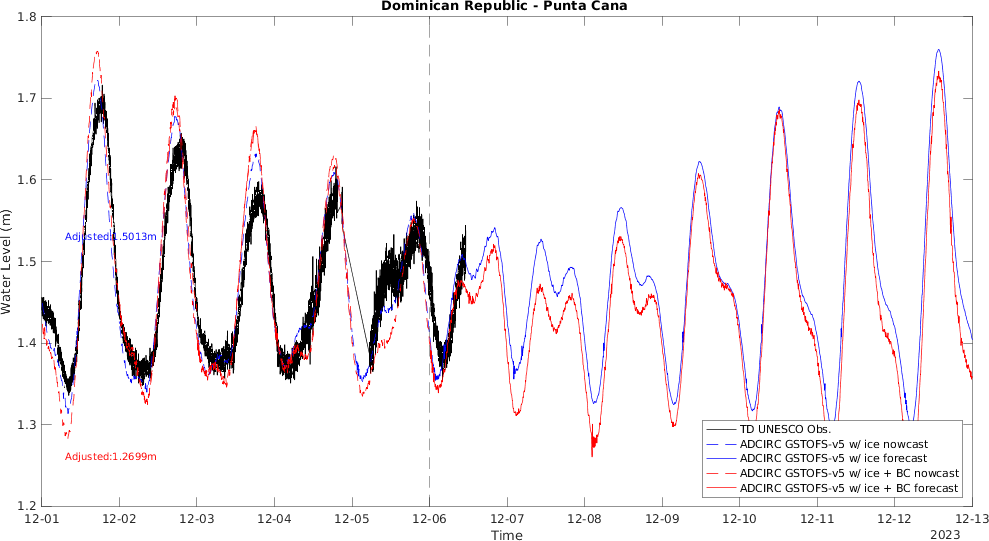 Dominican Republic - Punta Cana
1.8
1.7
1.6
1.5
1.4
1.3
1.2
Water Level (m)
Adjusted:1.5013m
Adjusted:1.2699m
TD UNESCO Obs.
ADCIRC GSTOFS-v5 w/ ice nowcast
ADCIRC GSTOFS-v5 w/ ice forecast
ADCIRC GSTOFS-v5 w/ ice + BC nowcast
ADCIRC GSTOFS-v5 w/ ice + BC forecast
12-01 12-02 12-03 12-04 12-05 12-06 12-07 12-08 12-09 12-10 12-11 12-12 12-13
Time
2023